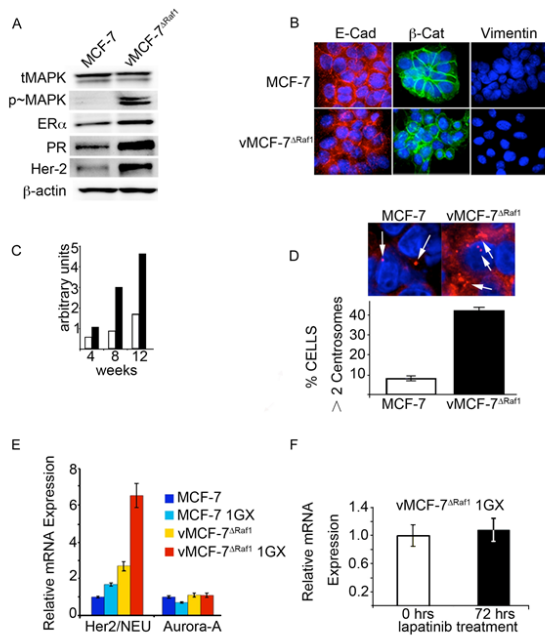 A
MCF-7
vMCF-7ΔRaf1
tMAPK
p~MAPK
ERα
PR
Her-2
β-actin
B
E-Cad β-Cat Vimentin
MCF-7
vMCF-7ΔRaf1
C
arbitrary units
5
4
3
2
1
4 8 12
weeks
D
MCF-7 vMCF-7ΔRaf1
% CELLS
> 2 Centrosomes
40
30
20
10
MCF-7 vMCF-7ΔRaf1
E
Relative mRNA Expression
8
6
4
2
0
MCF-7
MCF-7 1GX
vMCF-7ΔRaf1
vMCF-7ΔRaf1 1GX
Her2/NEU Aurora-A
F
Relative mRNA
Expression
vMCF-7ΔRaf1 1GX
1.4
1.0
0.6
0.2
0 hrs 72 hrs
lapatinib treatment